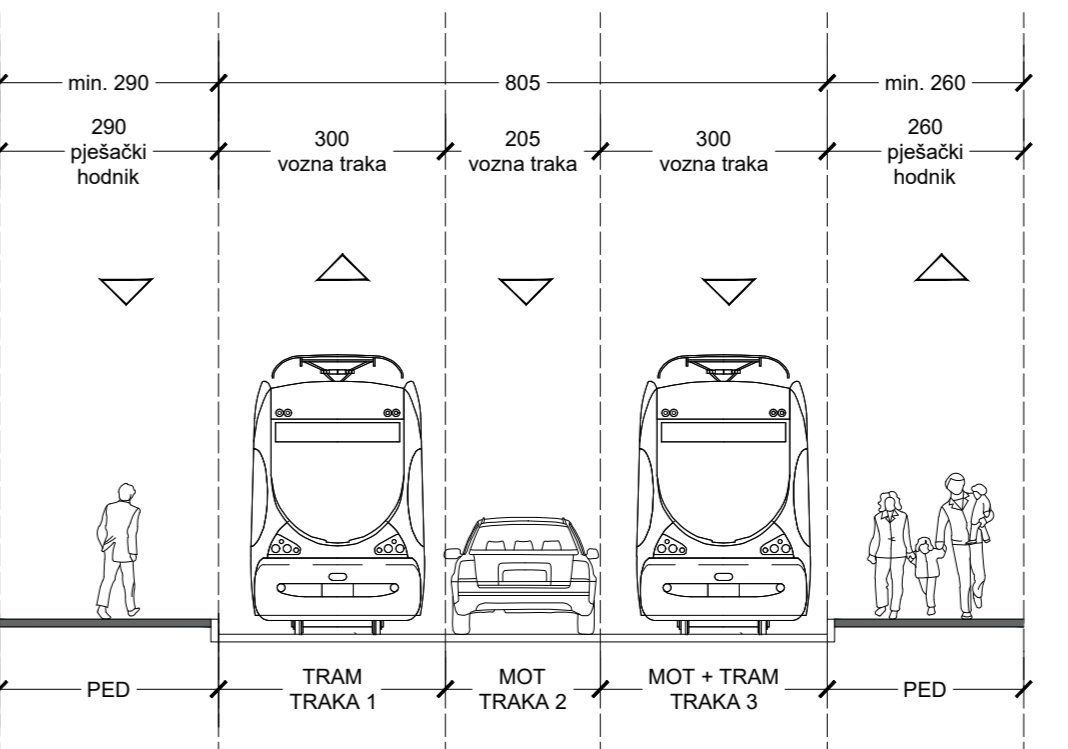 min. 290
805
min. 260
290
pješački
hodnik
300
vozna traka
205
vozna traka
300
vozna traka
260
pješački
hodnik
PED
TRAM
TRAKA 1
MOT
TRAKA 2
MOT + TRAM
TRAKA 3
PED